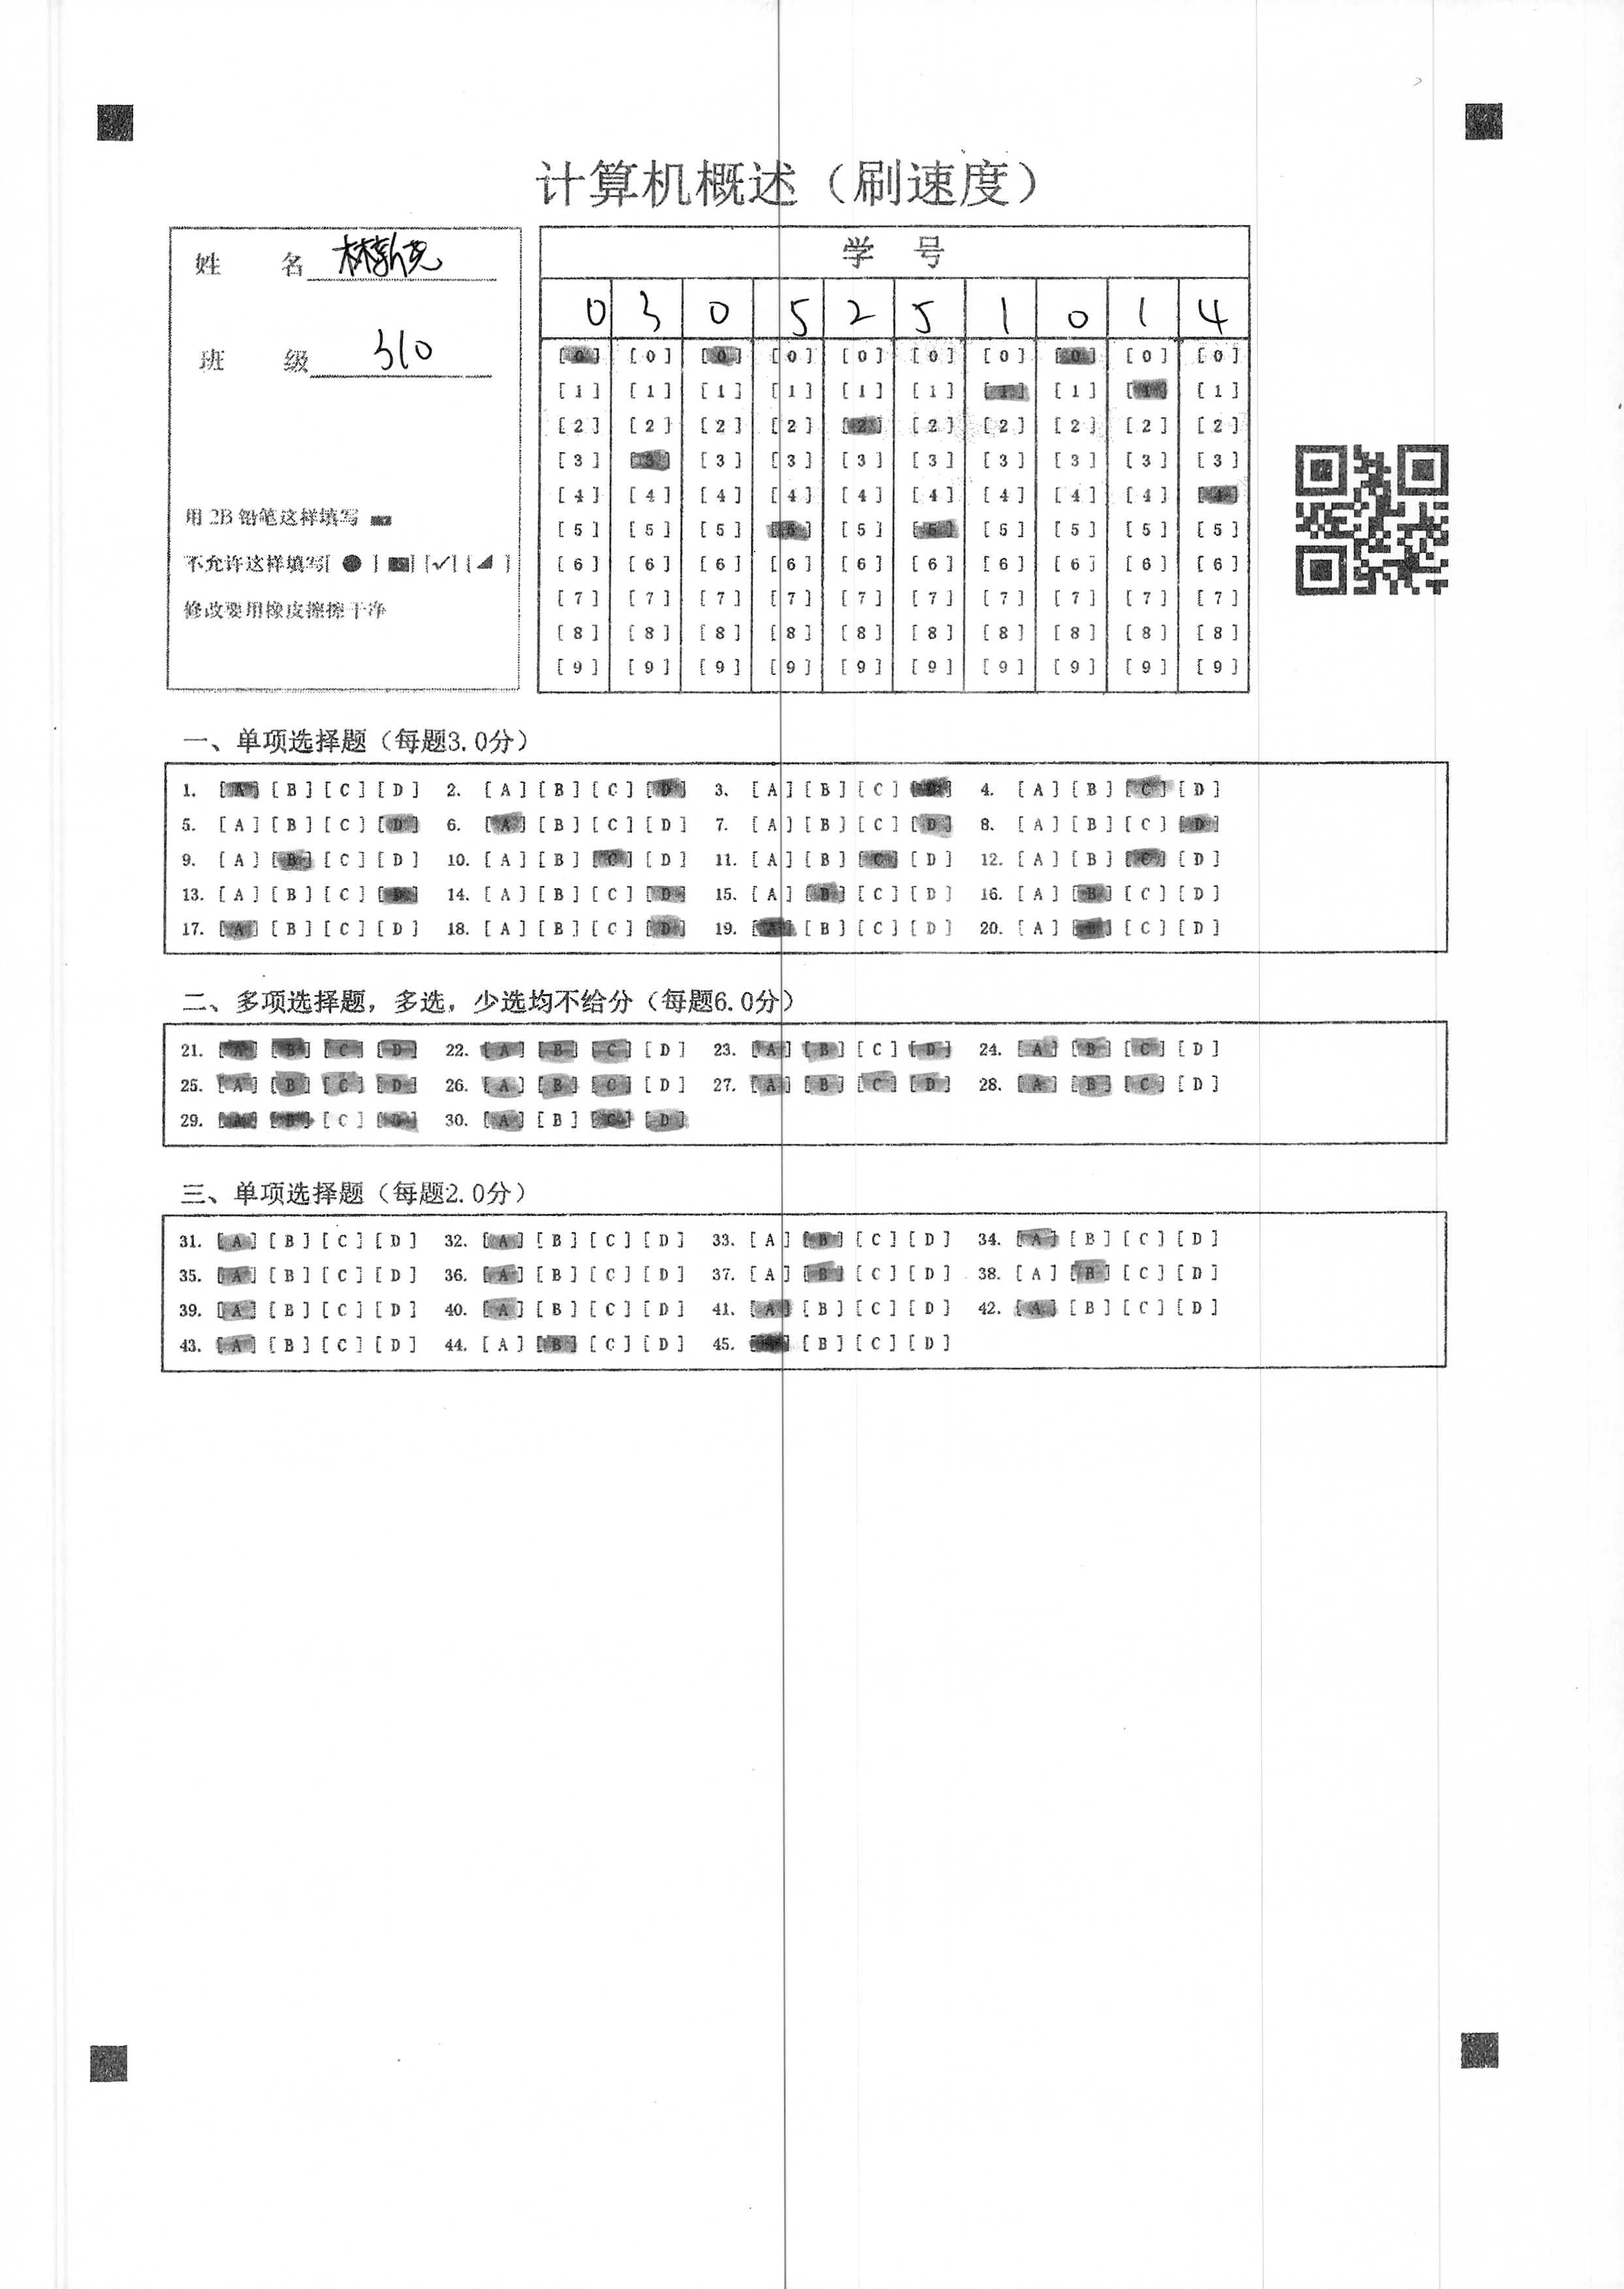 计算机概述（刷速度）
姓 名
班 级 310
用 2B 铅笔这样填写
不允许这样填写[ ● ] [ ■ ] [✓] [◢ ]
修改要用橡皮擦擦干净
学 号
0 3 0 5 2 5 1 0 1 4
[0] [0] [0] [0] [0] [0] [0] [0] [0] [0]
[1] [1] [1] [1] [1] [1] [1] [1] [1] [1]
[2] [2] [2] [2] [2] [2] [2] [2] [2] [2]
[3] [3] [3] [3] [3] [3] [3] [3] [3] [3]
[4] [4] [4] [4] [4] [4] [4] [4] [4] [4]
[5] [5] [5] [5] [5] [5] [5] [5] [5] [5]
[6] [6] [6] [6] [6] [6] [6] [6] [6] [6]
[7] [7] [7] [7] [7] [7] [7] [7] [7] [7]
[8] [8] [8] [8] [8] [8] [8] [8] [8] [8]
[9] [9] [9] [9] [9] [9] [9] [9] [9] [9]
一、单项选择题（每题3.0分）
1. [A] [B] [C] [D] 2. [A] [B] [C] [D] 3. [A] [B] [C] [D] 4. [A] [B] [C] [D]
5. [A] [B] [C] [D] 6. [A] [B] [C] [D] 7. [A] [B] [C] [D] 8. [A] [B] [C] [D]
9. [A] [B] [C] [D] 10. [A] [B] [C] [D] 11. [A] [B] [C] [D] 12. [A] [B] [C] [D]
13. [A] [B] [C] [D] 14. [A] [B] [C] [D] 15. [A] [B] [C] [D] 16. [A] [B] [C] [D]
17. [A] [B] [C] [D] 18. [A] [B] [C] [D] 19. [A] [B] [C] [D] 20. [A] [B] [C] [D]
二、多项选择题，多选，少选均不给分（每题6.0分）
21. [A] [B] [C] [D] 22. [A] [B] [C] [D] 23. [A] [B] [C] [D] 24. [A] [B] [C] [D]
25. [A] [B] [C] [D] 26. [A] [B] [C] [D] 27. [A] [B] [C] [D] 28. [A] [B] [C] [D]
29. [A] [B] [C] [D] 30. [A] [B] [C] [D]
三、单项选择题（每题2.0分）
31. [A] [B] [C] [D] 32. [A] [B] [C] [D] 33. [A] [B] [C] [D] 34. [A] [B] [C] [D]
35. [A] [B] [C] [D] 36. [A] [B] [C] [D] 37. [A] [B] [C] [D] 38. [A] [B] [C] [D]
39. [A] [B] [C] [D] 40. [A] [B] [C] [D] 41. [A] [B] [C] [D] 42. [A] [B] [C] [D]
43. [A] [B] [C] [D] 44. [A] [B] [C] [D] 45. [A] [B] [C] [D]